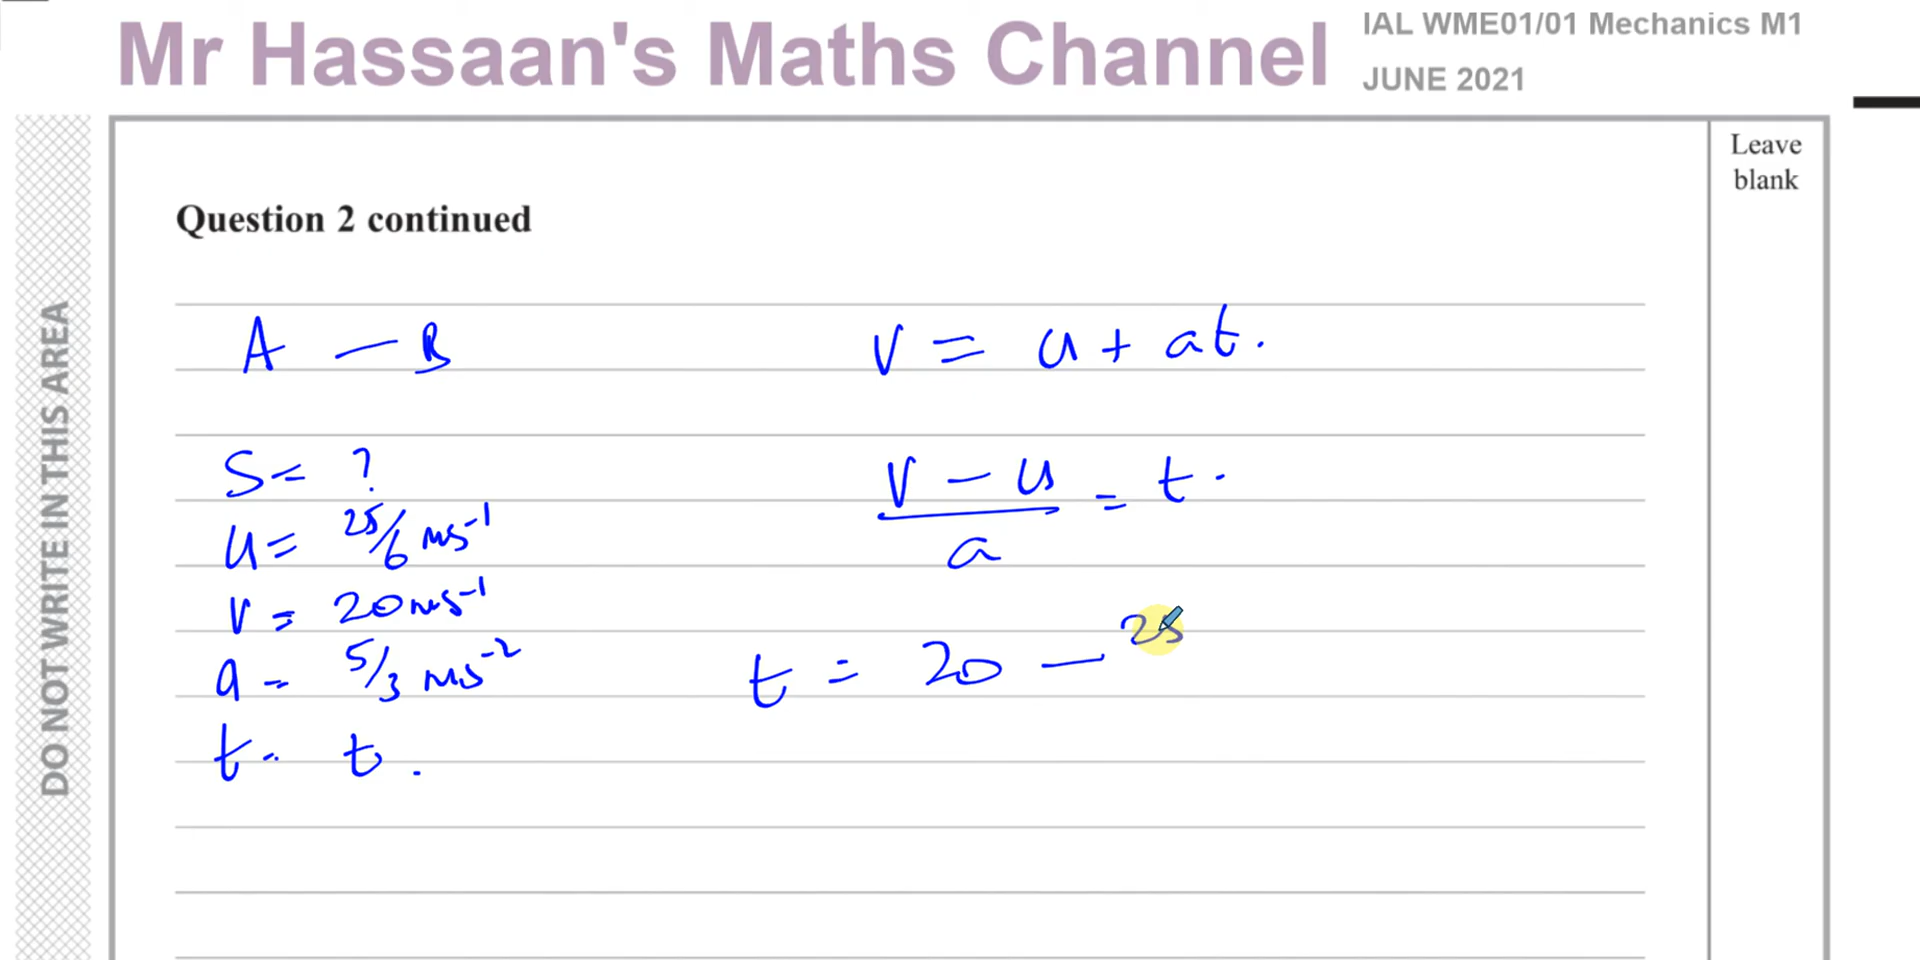 Mr Hassaan's Maths Channel
IAL WME01/01 Mechanics M1
JUNE 2021
Leave
blank
DO NOT WRITE IN THIS AREA
Question 2 continued
A — B
S = ?
u = 25/6 ms⁻¹
v = 20 ms⁻¹
a = 5/3 ms⁻²
t = t.
v = u + at.
v − u
a
= t.
t = 20 − 25